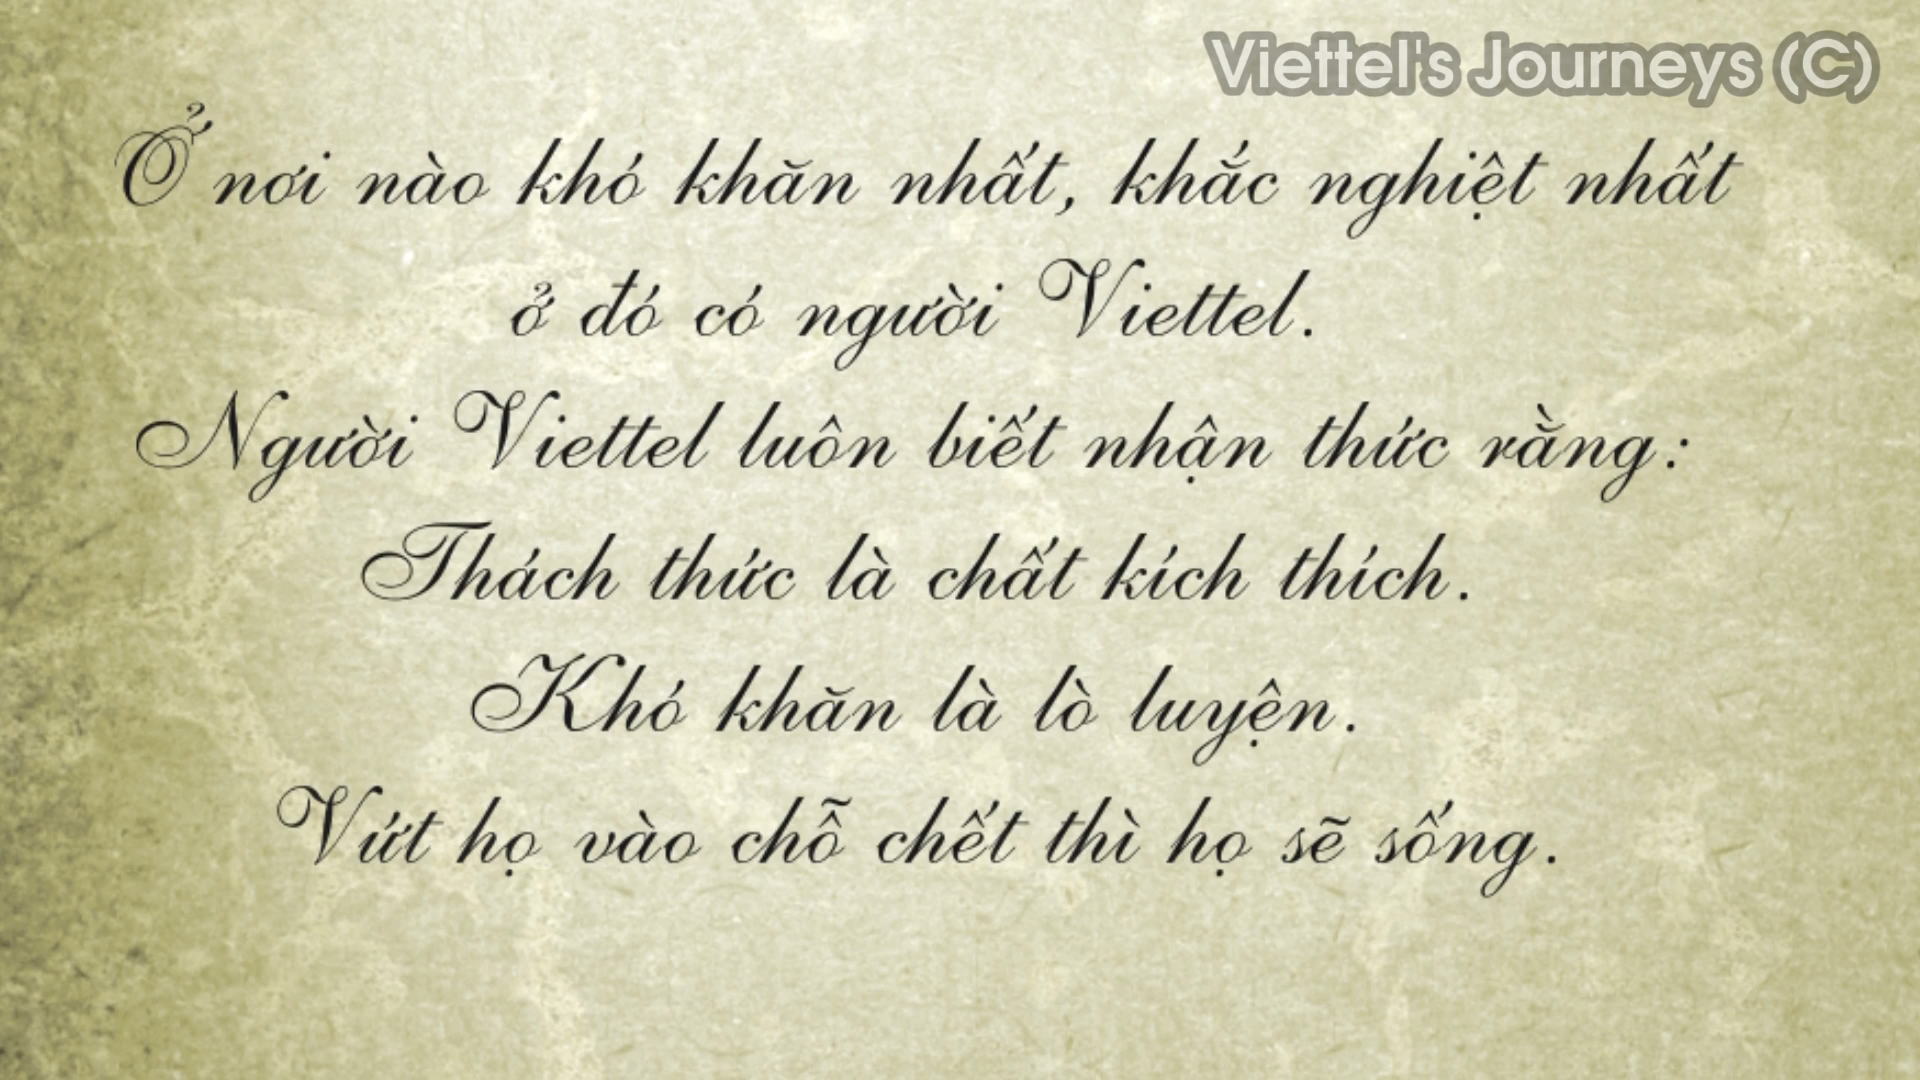 Viettel's Journeys (C)
Ở nơi nào khó khăn nhất, khắc nghiệt nhất
ở đó có người Viettel.
Người Viettel luôn biết nhận thức rằng:
Thách thức là chất kích thích.
Khó khăn là lò luyện.
Vứt họ vào chỗ chết thì họ sẽ sống.